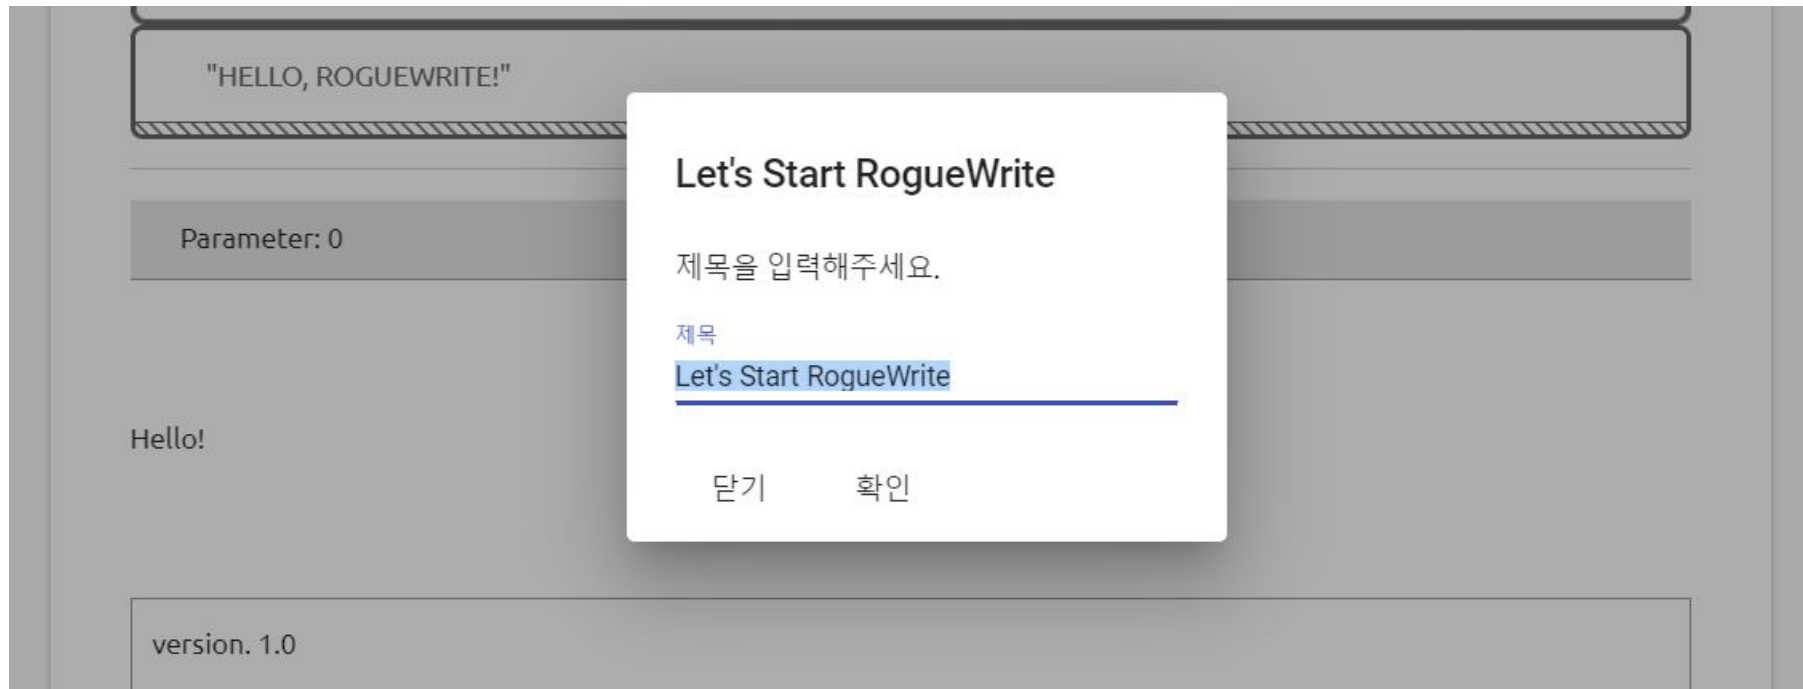 "HELLO, ROGUEWRITE!"
Let's Start RogueWrite
Parameter: 0
제목을 입력해주세요.
제목
Let's Start RogueWrite
Hello!
닫기 확인
version. 1.0